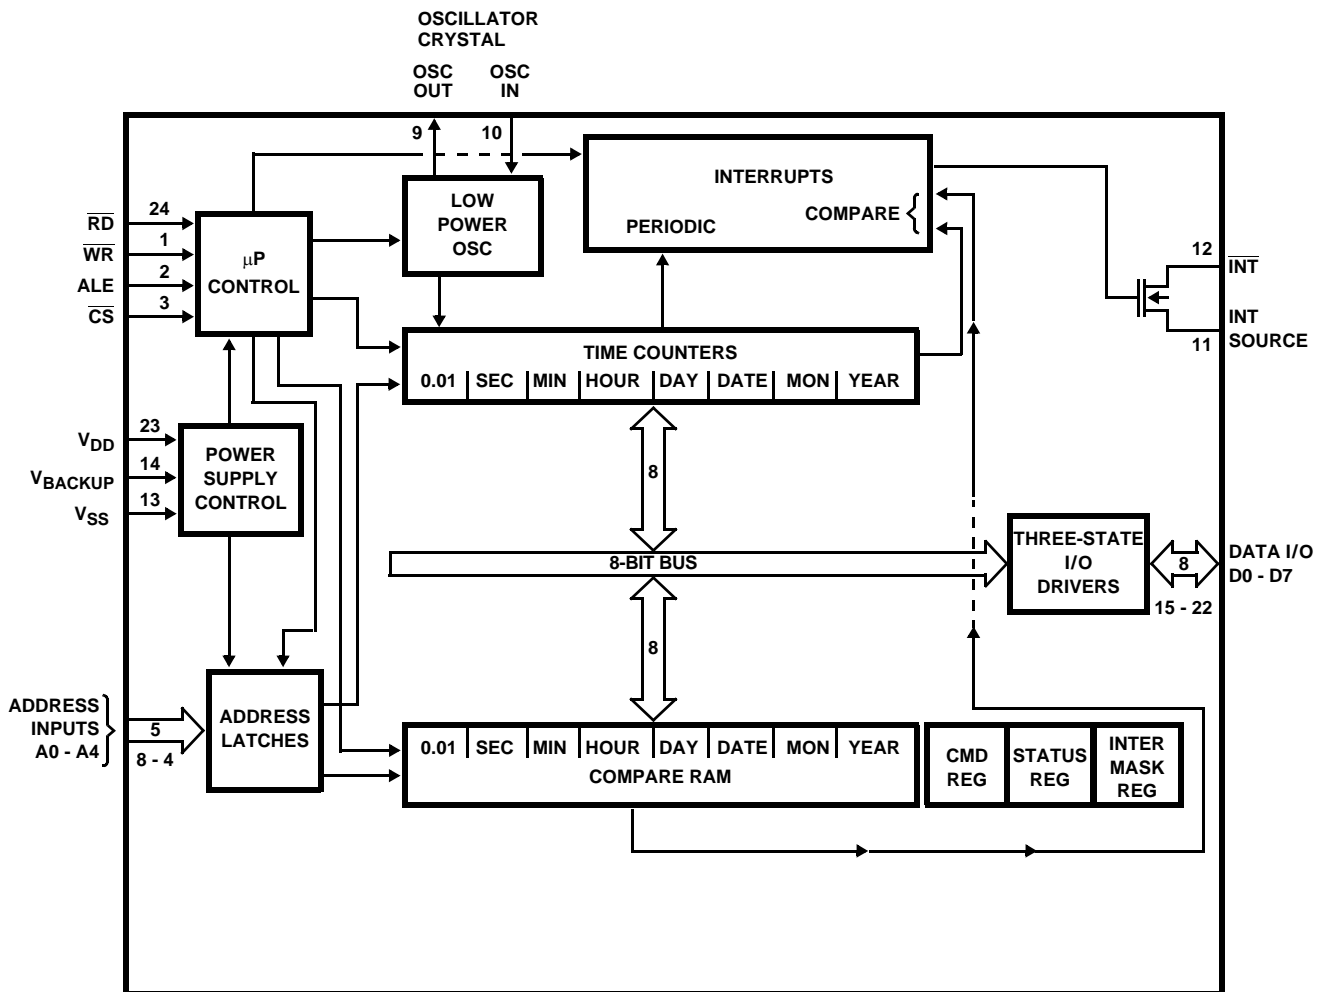 OSCILLATOR
CRYSTAL
OSC
OUT
OSC
IN
9
10
INTERRUPTS
COMPARE {
PERIODIC
LOW
POWER
OSC
RD
24
WR
1
ALE
2
CS
3
μP
CONTROL
12
INT
INT
SOURCE
11
TIME COUNTERS
0.01 SEC MIN HOUR DAY DATE MON YEAR
VDD
23
VBACKUP
14
VSS
13
POWER
SUPPLY
CONTROL
8
8-BIT BUS
THREE-STATE
I/O
DRIVERS
8
DATA I/O
D0 - D7
15 - 22
8
ADDRESS
INPUTS
A0 - A4
}
5
8 - 4
ADDRESS
LATCHES
0.01 SEC MIN HOUR DAY DATE MON YEAR
COMPARE RAM
CMD
REG
STATUS
REG
INTER
MASK
REG